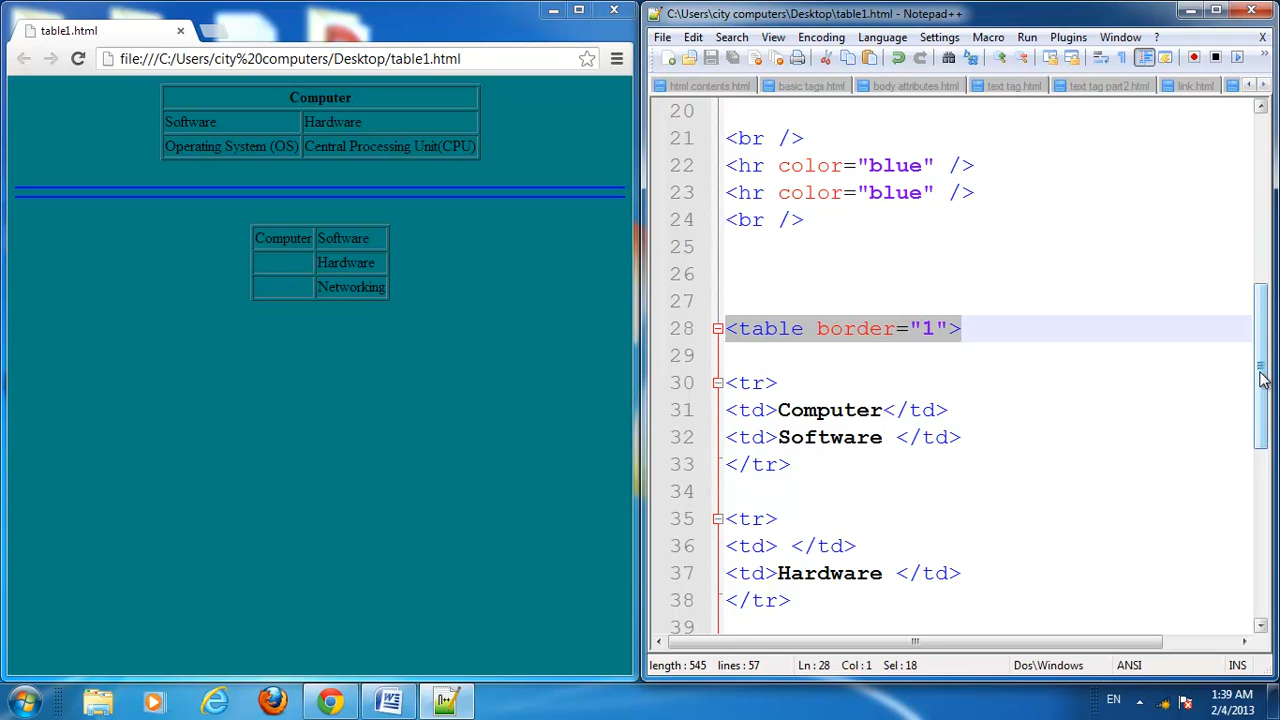 table1.html
file:///C:/Users/city%20computers/Desktop/table1.html
Computer
Software Hardware
Operating System (OS) Central Processing Unit(CPU)
Computer Software
Hardware
Networking
C:\Users\city computers\Desktop\table1.html - Notepad++
File Edit Search View Encoding Language Settings Macro Run Plugins Window ? X
html contents.html basic tags.html body attributes.html text tag.html text tag part2.html link.html
20
21 <br />
22 <hr color="blue" />
23 <hr color="blue" />
24 <br />
25
26
27
28 <table border="1">
29
30 <tr>
31 <td>Computer</td>
32 <td>Software </td>
33 </tr>
34
35 <tr>
36 <td> </td>
37 <td>Hardware </td>
38 </tr>
39
length : 545 lines : 57 Ln : 28 Col : 1 Sel : 18 Dos\Windows ANSI INS
EN 1:39 AM
2/4/2013